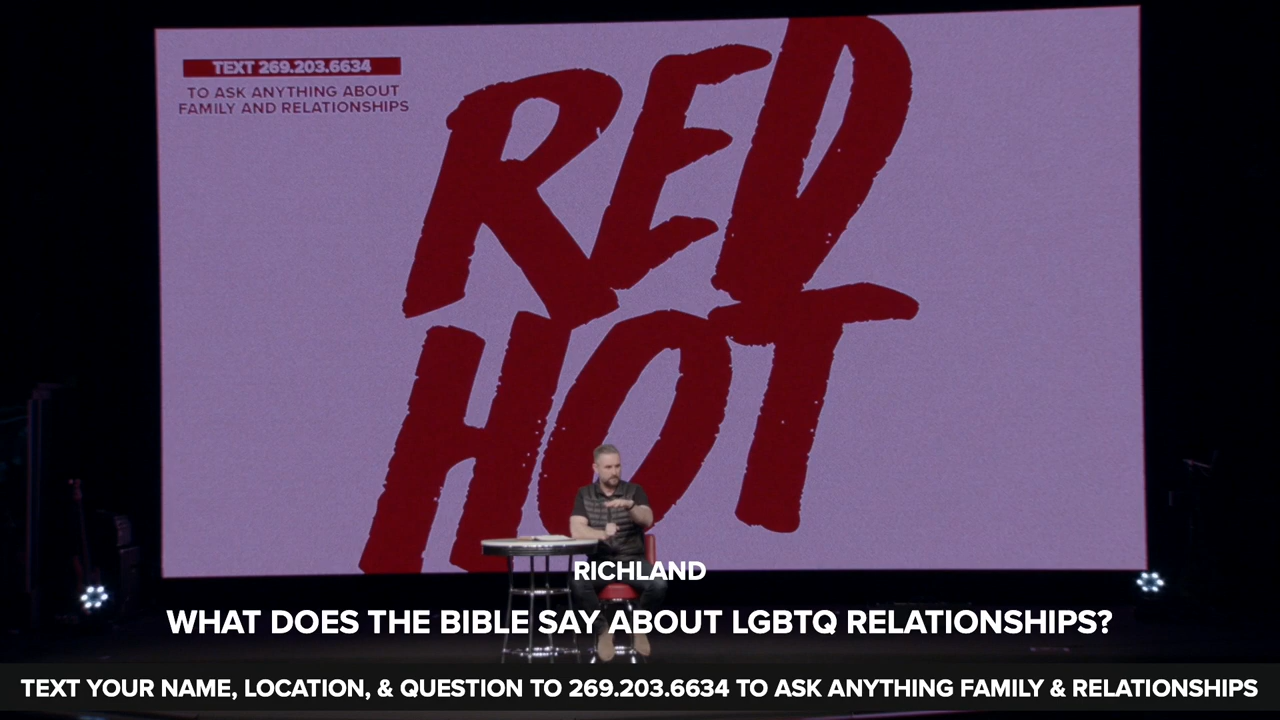 TEXT 269.203.6634
TO ASK ANYTHING ABOUT
FAMILY AND RELATIONSHIPS
RED
HOT
RICHLAND
WHAT DOES THE BIBLE SAY ABOUT LGBTQ RELATIONSHIPS?
TEXT YOUR NAME, LOCATION, & QUESTION TO 269.203.6634 TO ASK ANYTHING FAMILY & RELATIONSHIPS